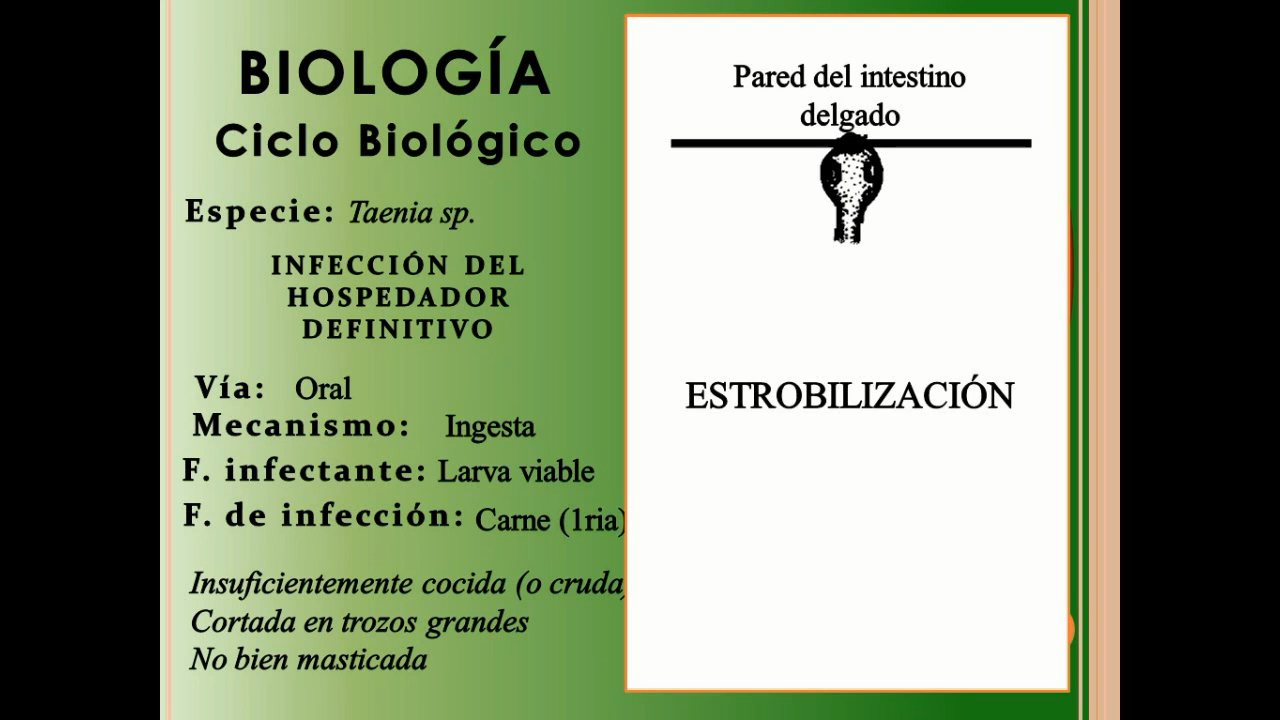 BIOLOGÍA
Ciclo Biológico
Especie: Taenia sp.
INFECCIÓN DEL
HOSPEDADOR
DEFINITIVO
Vía: Oral
Mecanismo: Ingesta
F. infectante: Larva viable
F. de infección: Carne (1ria)
Insuficientemente cocida (o cruda)
Cortada en trozos grandes
No bien masticada
Pared del intestino
delgado
ESTROBILIZACIÓN